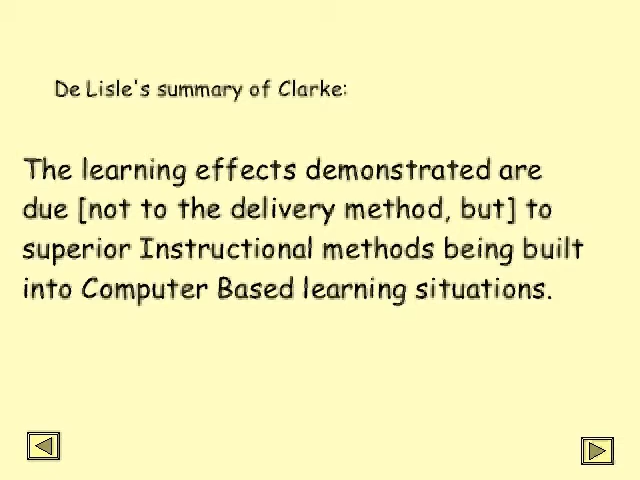 De Lisle's summary of Clarke:
The learning effects demonstrated are
due [not to the delivery method, but] to
superior Instructional methods being built
into Computer Based learning situations.